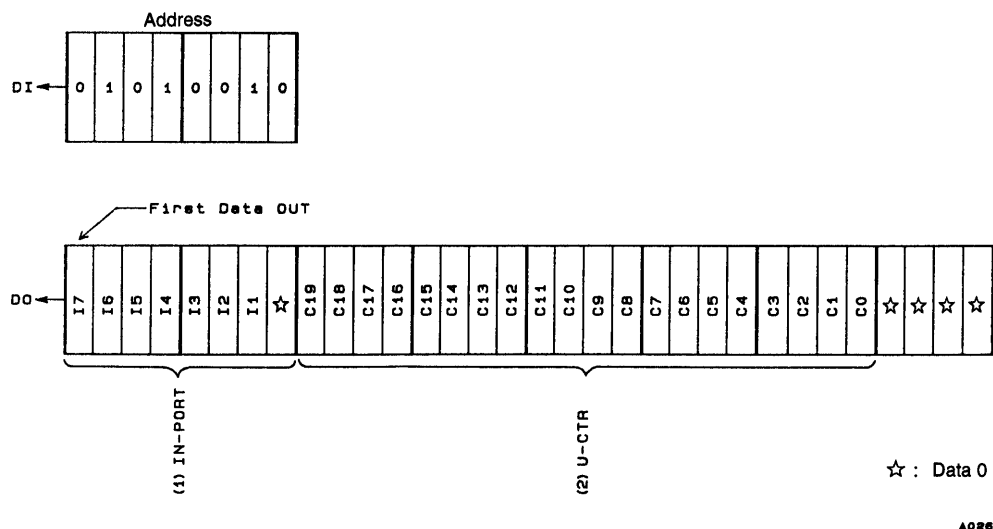 Address
DI 0 1 0 1 0 0 1 0
First Data OUT
DO I7 I6 I5 I4 I3 I2 I1 ☆ C19 C18 C17 C16 C15 C14 C13 C12 C11 C10 C9 C8 C7 C6 C5 C4 C3 C2 C1 C0 ☆ ☆ ☆ ☆
(1) IN-PORT
(2) U-CTR
☆ : Data 0
A026